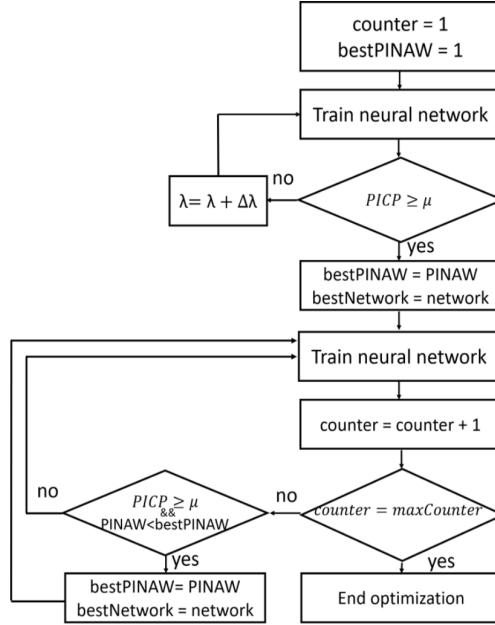 counter = 1
bestPINAW = 1
Train neural network
no
λ= λ + Δλ
PICP ≥ μ
yes
bestPINAW = PINAW
bestNetwork = network
Train neural network
counter = counter + 1
no
PICP ≥ μ
&&
PINAW<bestPINAW
no
counter = maxCounter
yes
yes
bestPINAW= PINAW
bestNetwork = network
End optimization